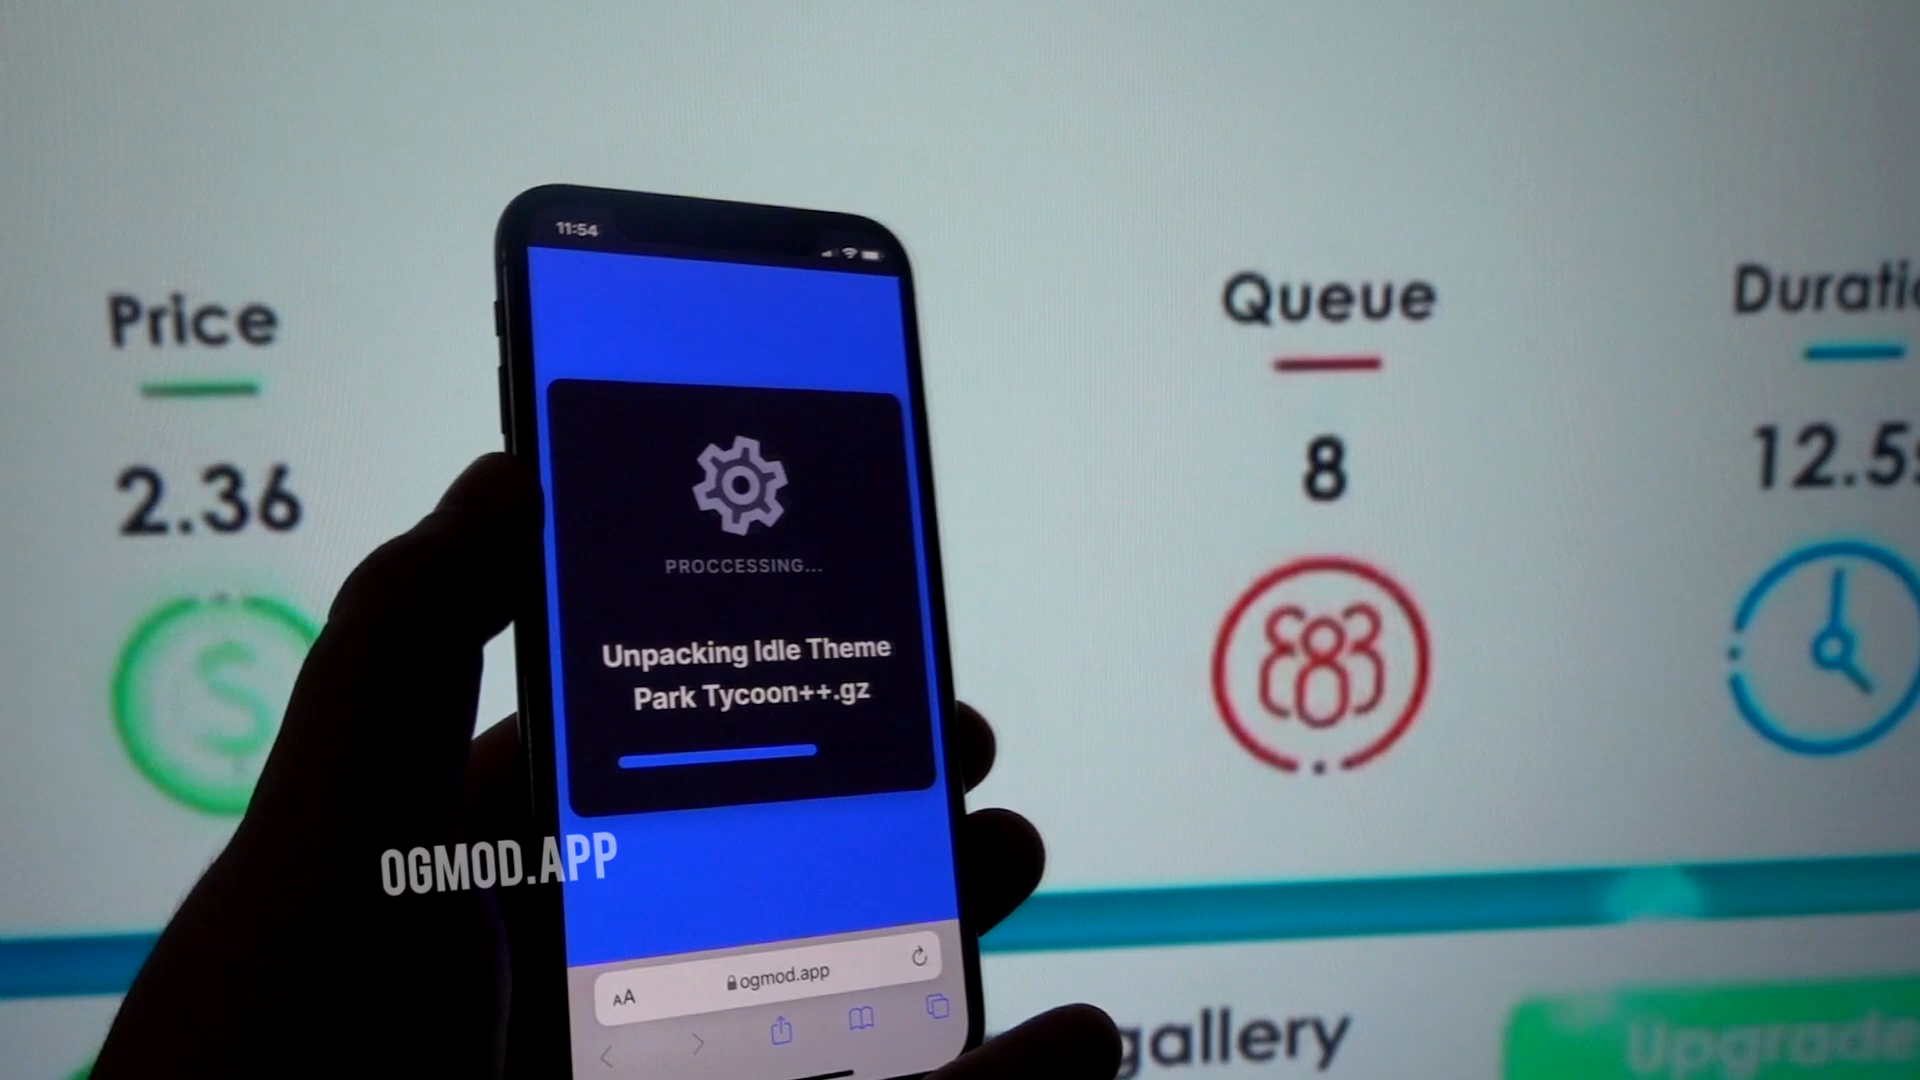 11:54
Price
2.36
Queue
8
12.5
PROCCESSING...
Unpacking Idle Theme
Park Tycoon++.gz
OGMOD.APP
AA
ogmod.app
gallery
Upgrade